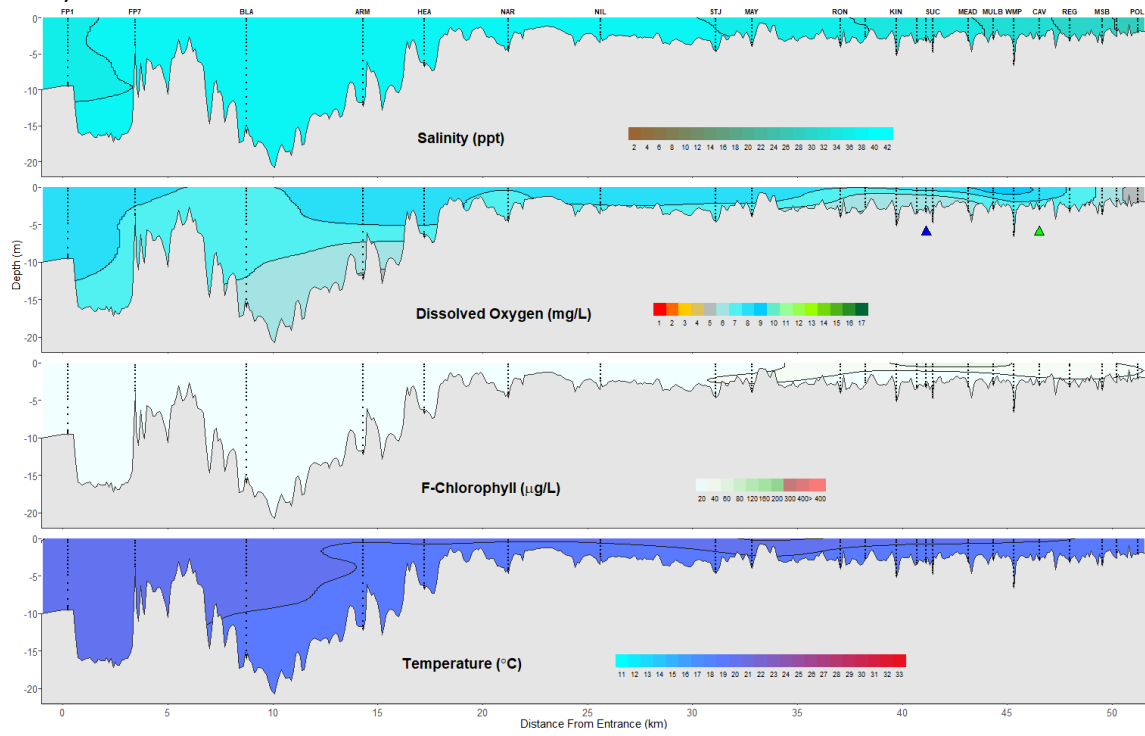 FP1 FP7 BLA ARM HEA NAR NIL STJ MAY RON KIN SUC MEAD MULB WMP CAV REG MSB POL
0
-5
-10
-15
-20
Salinity (ppt)
2 4 6 8 10 12 14 16 18 20 22 24 26 28 30 32 34 36 38 40 42
0
-5
-10
-15
-20
Depth (m)
Dissolved Oxygen (mg/L)
1 2 3 4 5 6 7 8 9 10 11 12 13 14 15 16 17
0
-5
-10
-15
-20
F-Chlorophyll (μg/L)
20 40 60 80 120 160 200 300 400 > 400
0
-5
-10
-15
-20
Temperature (°C)
11 12 13 14 15 16 17 18 19 20 21 22 23 24 25 26 27 28 29 30 31 32 33
0 5 10 15 20 25 30 35 40 45 50
Distance From Entrance (km)